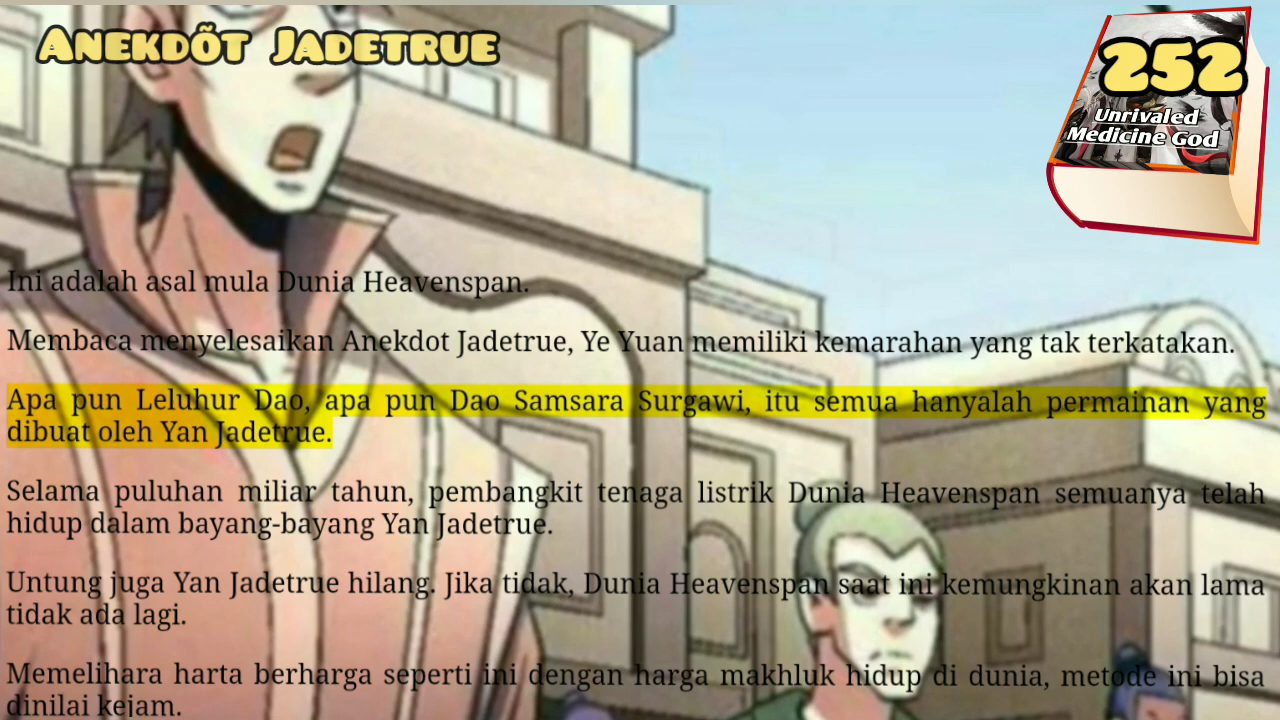 Anekdõt Jadetrue
252
Unrivaled
Medicine God
Ini adalah asal mula Dunia Heavenspan.
Membaca menyelesaikan Anekdot Jadetrue, Ye Yuan memiliki kemarahan yang tak terkatakan.
Apa pun Leluhur Dao, apa pun Dao Samsara Surgawi, itu semua hanyalah permainan yang
dibuat oleh Yan Jadetrue.
Selama puluhan miliar tahun, pembangkit tenaga listrik Dunia Heavenspan semuanya telah
hidup dalam bayang-bayang Yan Jadetrue.
Untung juga Yan Jadetrue hilang. Jika tidak, Dunia Heavenspan saat ini kemungkinan akan lama
tidak ada lagi.
Memelihara harta berharga seperti ini dengan harga makhluk hidup di dunia, metode ini bisa
dinilai kejam.